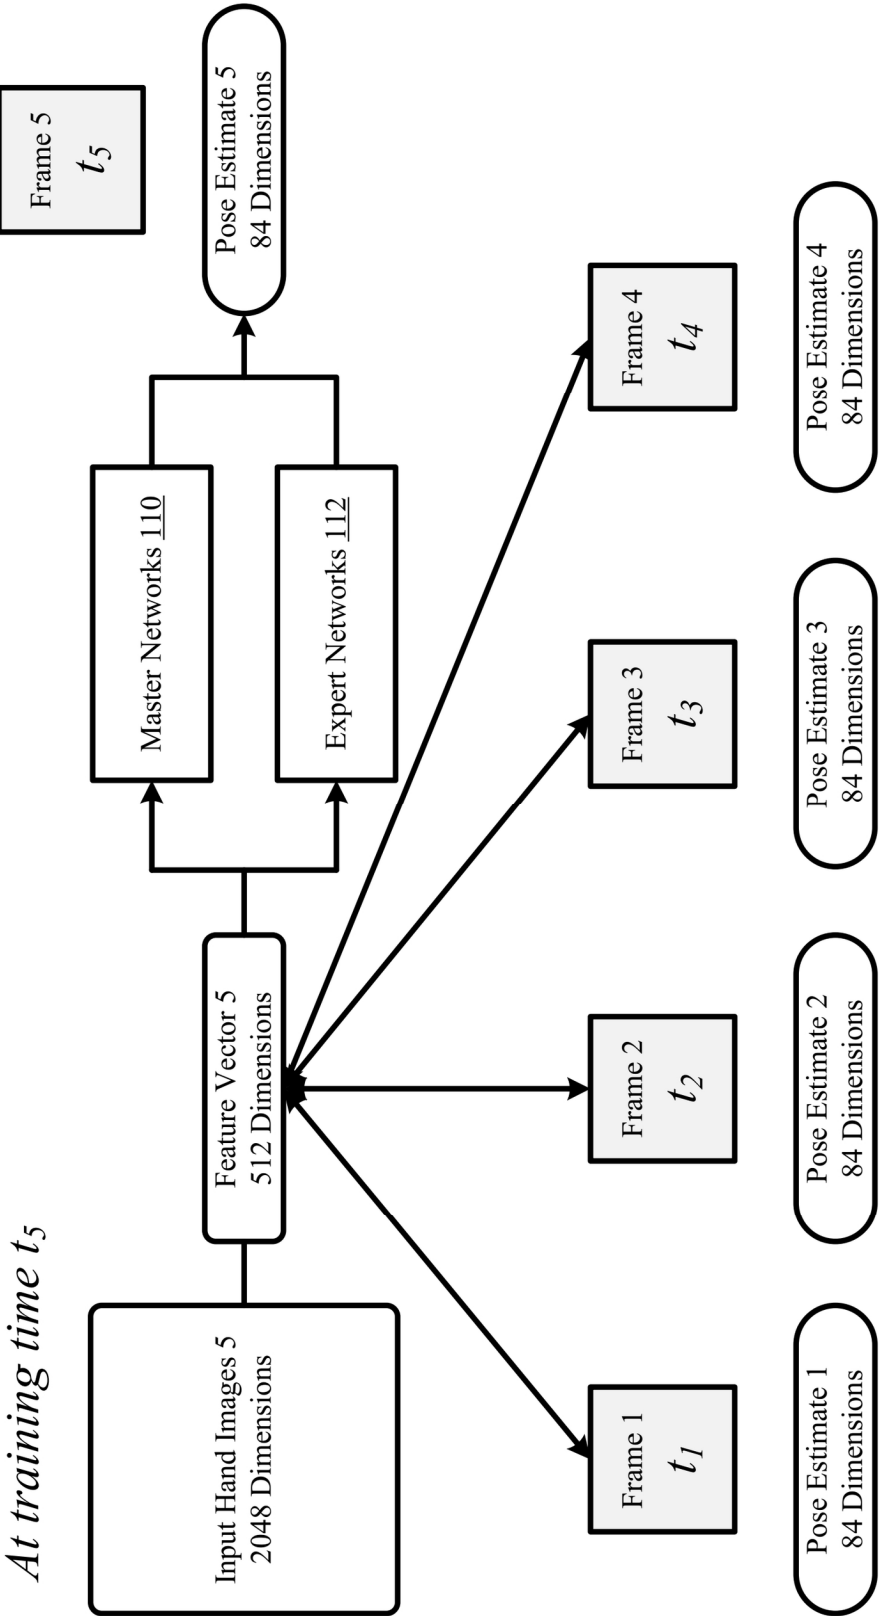 At training time t5
Frame 5
t5
Input Hand Images 5
2048 Dimensions
Feature Vector 5
512 Dimensions
Master Networks 110
Expert Networks 112
Pose Estimate 5
84 Dimensions
Frame 1
t1
Frame 2
t2
Frame 3
t3
Frame 4
t4
Pose Estimate 1
84 Dimensions
Pose Estimate 2
84 Dimensions
Pose Estimate 3
84 Dimensions
Pose Estimate 4
84 Dimensions